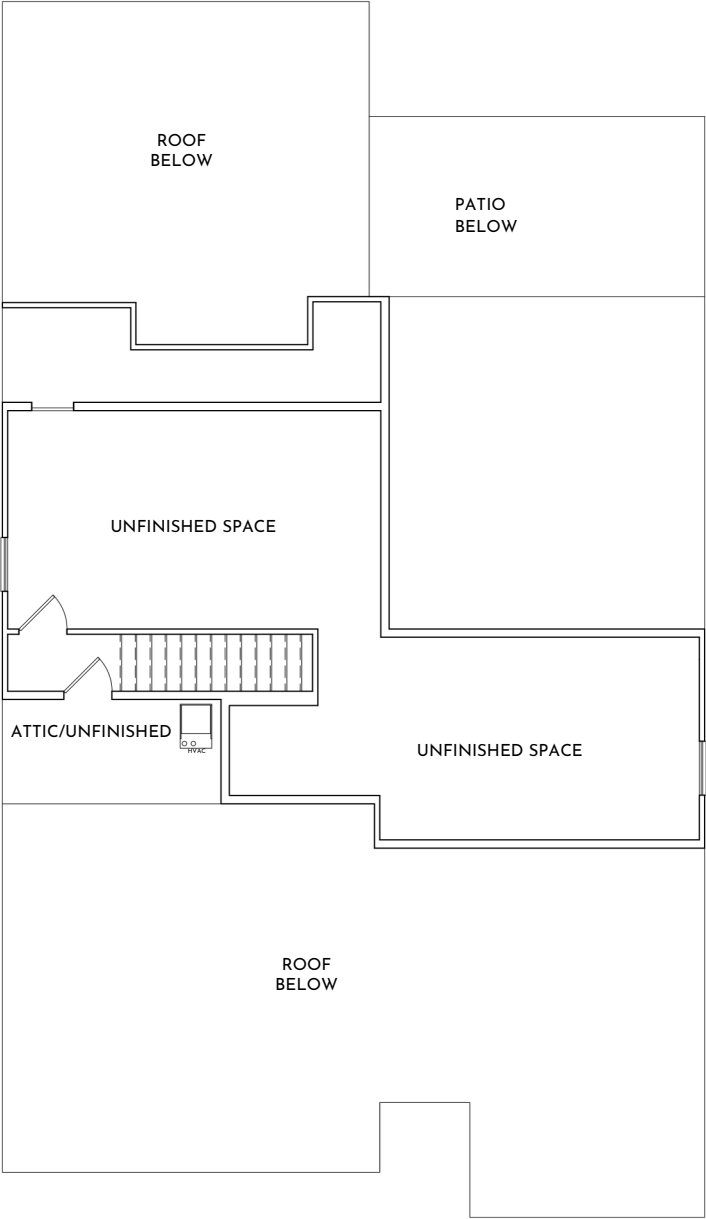 ROOF
BELOW
PATIO
BELOW
UNFINISHED SPACE
ATTIC/UNFINISHED
HVAC
UNFINISHED SPACE
ROOF
BELOW